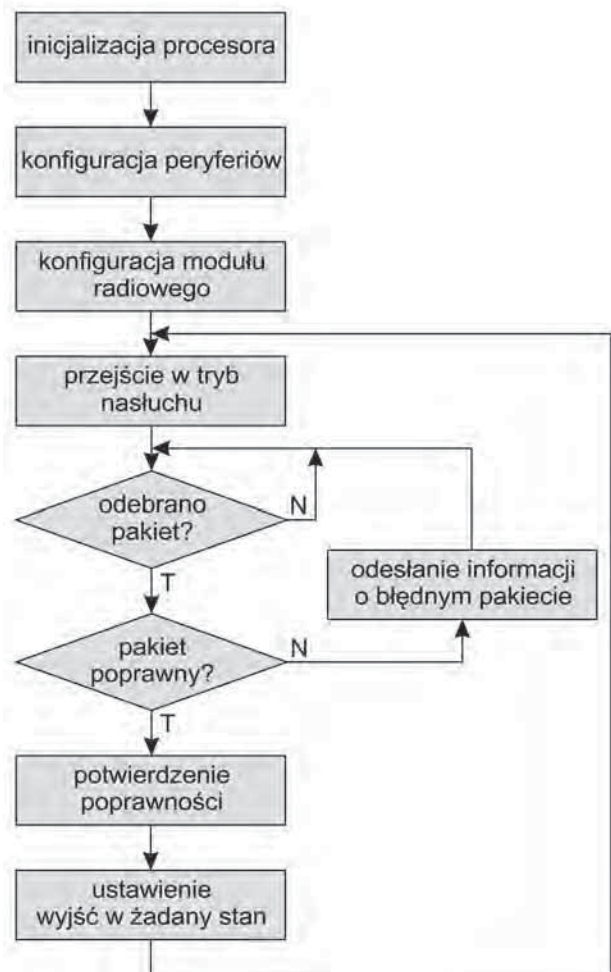 inicjalizacja procesora
konfiguracja peryferiów
konfiguracja modułu
radiowego
przejście w tryb
nasłuchu
odebrano
pakiet?
N
T
odesłanie informacji
o błędnym pakiecie
pakiet
poprawny?
N
T
potwierdzenie
poprawności
ustawienie
wyjść w żadany stan